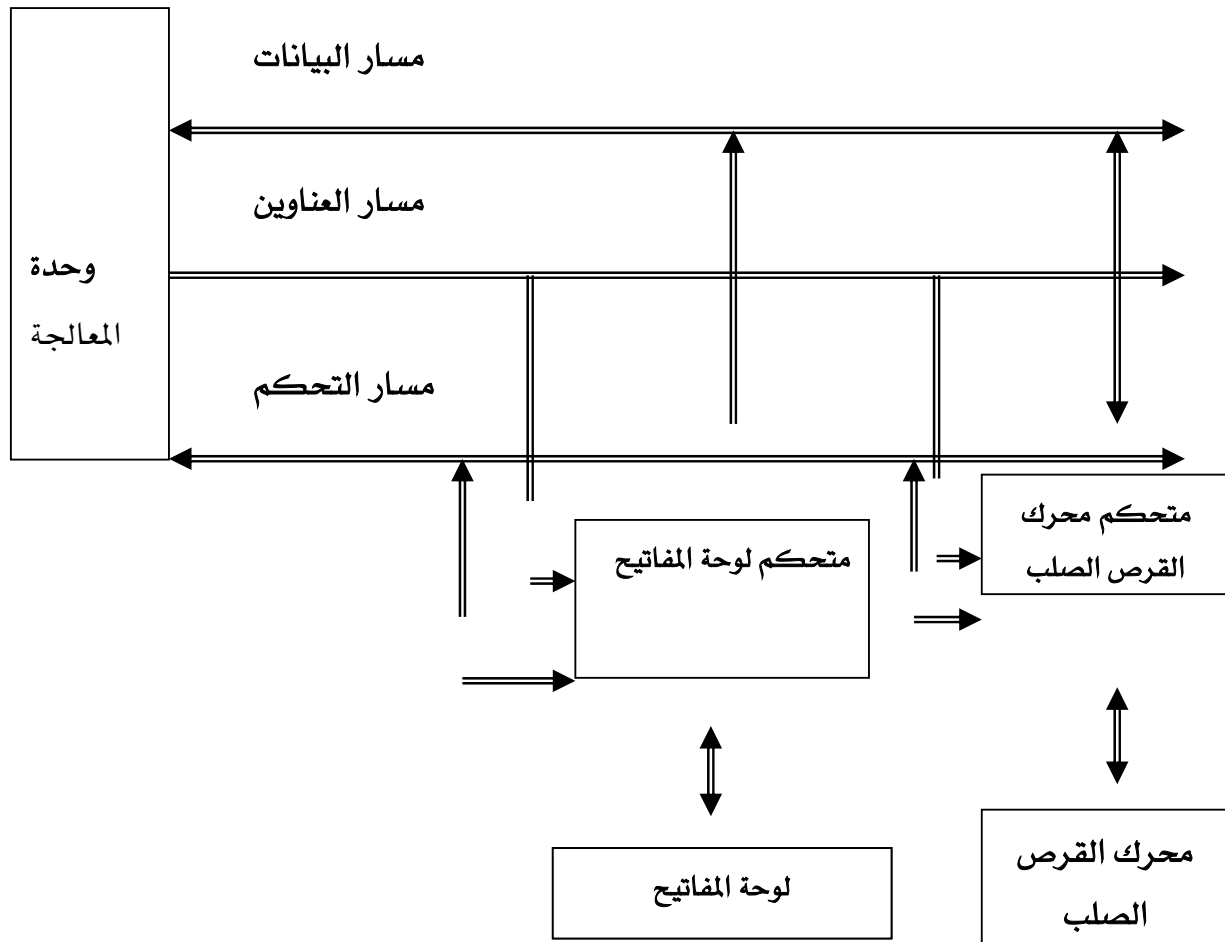 مسار البيانات
مسار العناوين
وحدة
المعالجة
مسار التحكم
متحكم محرك
القرص الصلب
متحكم لوحة المفاتيح
محرك القرص
الصلب
لوحة المفاتيح